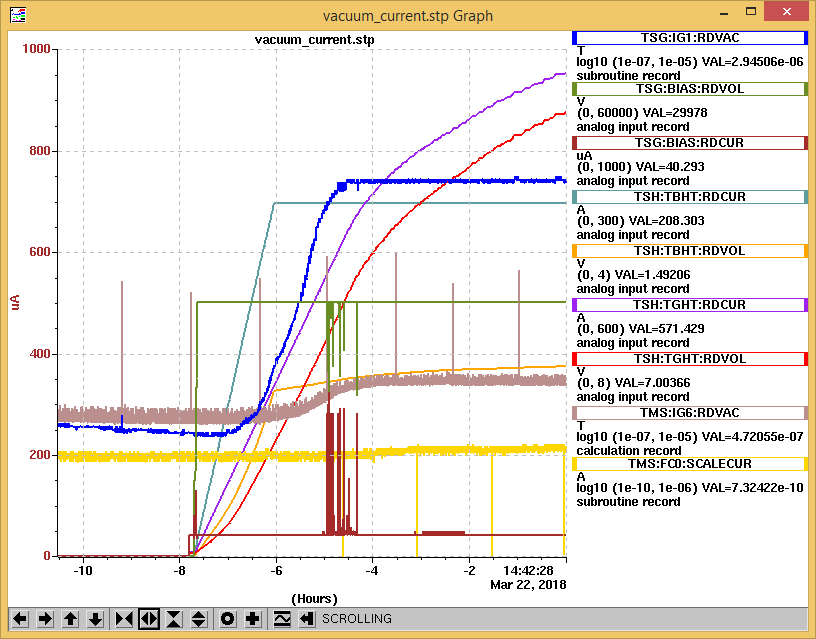 vacuum_current.stp Graph
vacuum_current.stp
1000
800
600
400
200
0
uA
-10
-8
-6
-4
-2
14:42:28
Mar 22, 2018
(Hours)
TSG:IG1:RDVAC
T
log10 (1e-07, 1e-05) VAL=2.94506e-06
subroutine record
TSG:BIAS:RDVOL
V
(0, 60000) VAL=29978
analog input record
TSG:BIAS:RDCUR
uA
(0, 1000) VAL=40.293
analog input record
TSH:TBHT:RDCUR
A
(0, 300) VAL=208.303
analog input record
TSH:TBHT:RDVOL
V
(0, 4) VAL=1.49206
analog input record
TSH:TGHT:RDCUR
A
(0, 600) VAL=571.429
analog input record
TSH:TGHT:RDVOL
V
(0, 8) VAL=7.00366
analog input record
TMS:IG6:RDVAC
T
log10 (1e-07, 1e-05) VAL=4.72055e-07
calculation record
TMS:FC0:SCALECUR
A
log10 (1e-10, 1e-06) VAL=7.32422e-10
subroutine record
SCROLLING